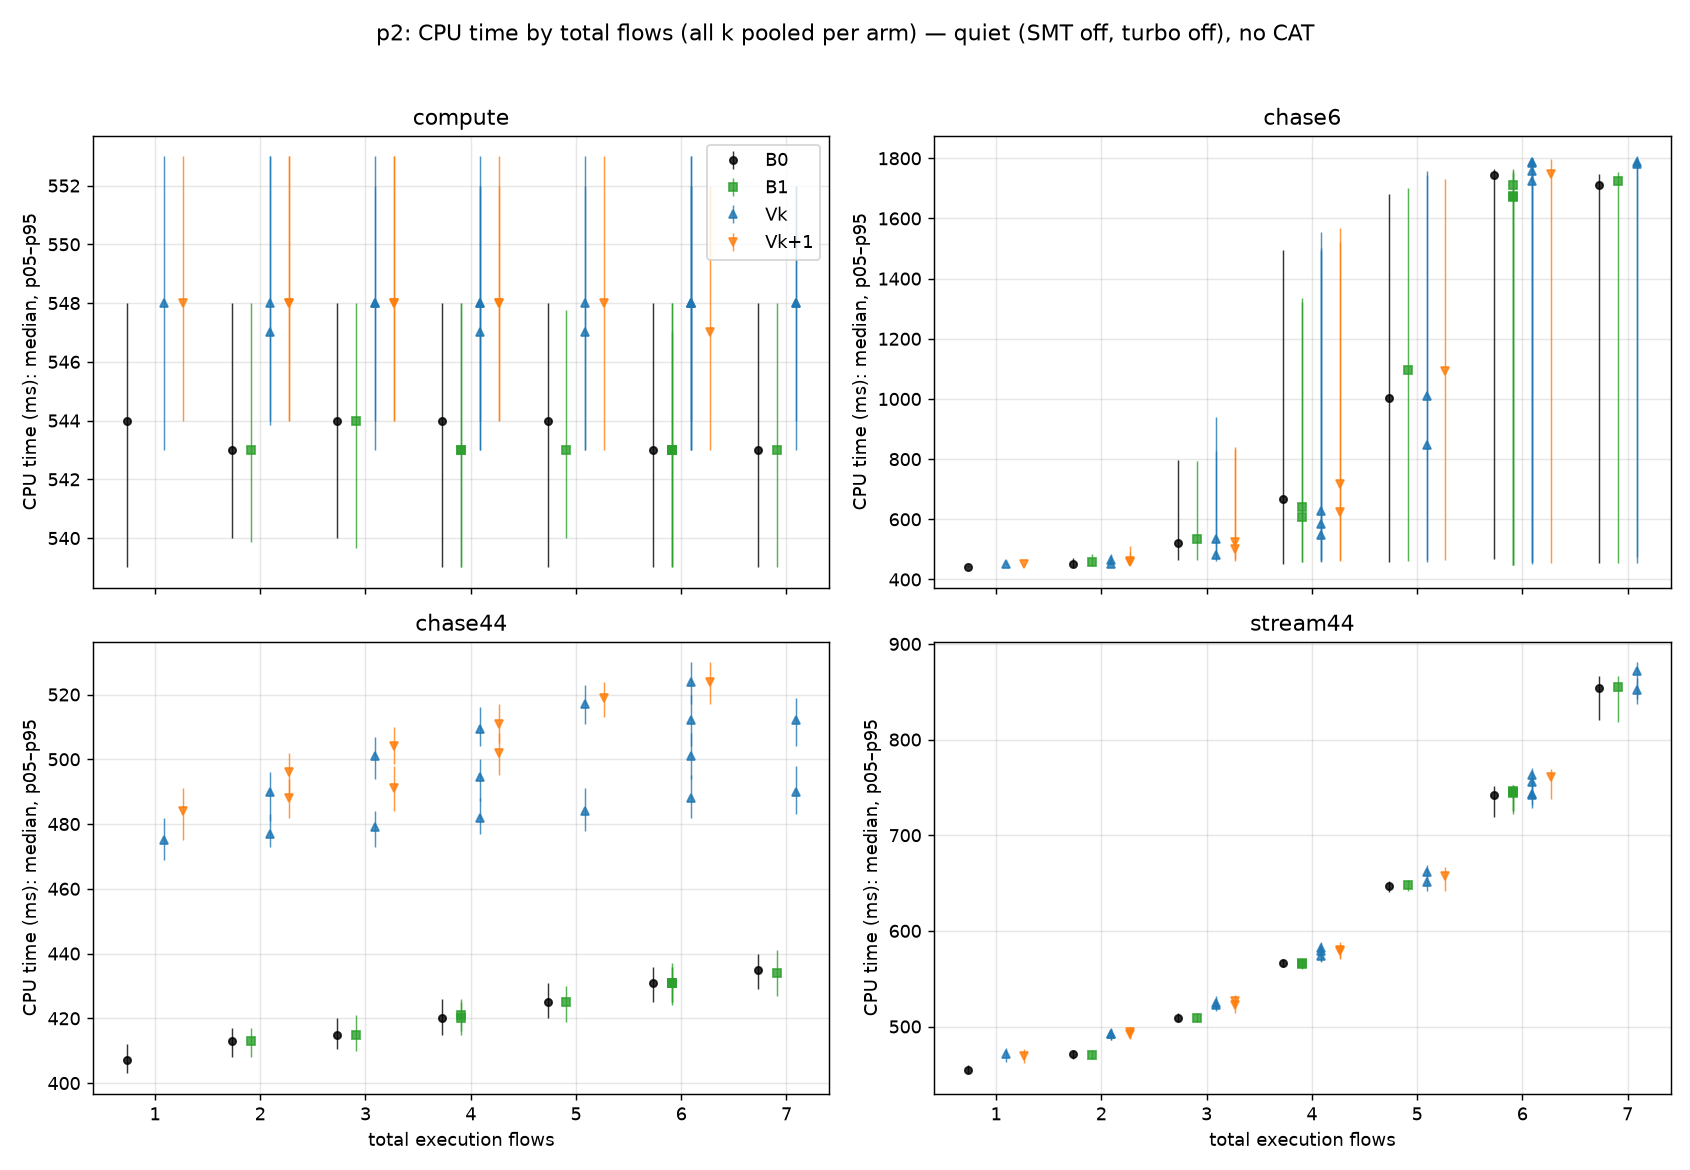 p2: CPU time by total flows (all k pooled per arm) — quiet (SMT off, turbo off), no CAT
compute
CPU time (ms): median, p05–p95
552
550
548
546
544
542
540
B0
B1
Vk
Vk+1
chase6
CPU time (ms): median, p05–p95
1800
1600
1400
1200
1000
800
600
400
chase44
CPU time (ms): median, p05–p95
520
500
480
460
440
420
400
1 2 3 4 5 6 7
total execution flows
stream44
CPU time (ms): median, p05–p95
900
800
700
600
500
1 2 3 4 5 6 7
total execution flows